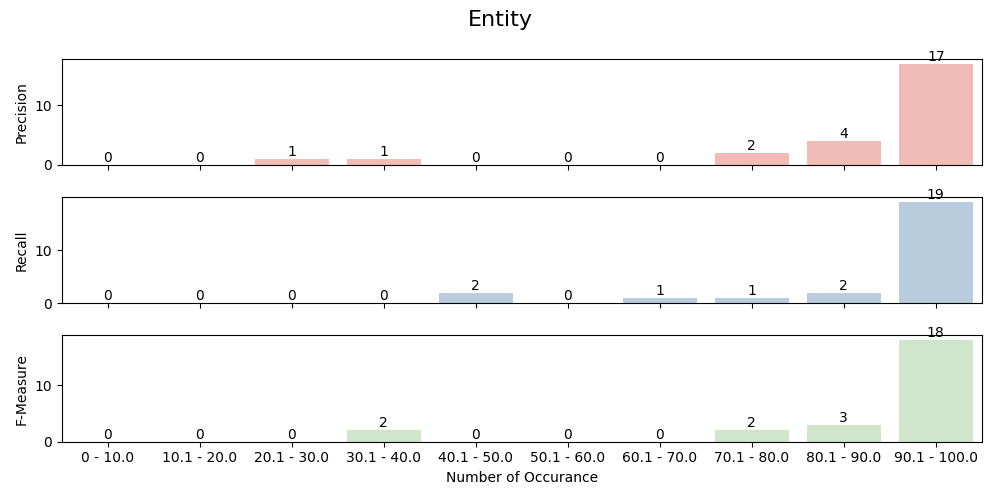 Entity
Precision
10
0
0 0 1 1 0 0 0 2 4 17
Recall
10
0
0 0 0 0 2 0 1 1 2 19
F-Measure
10
0
0 0 0 2 0 0 0 2 3 18
0 - 10.0 10.1 - 20.0 20.1 - 30.0 30.1 - 40.0 40.1 - 50.0 50.1 - 60.0 60.1 - 70.0 70.1 - 80.0 80.1 - 90.0 90.1 - 100.0
Number of Occurance